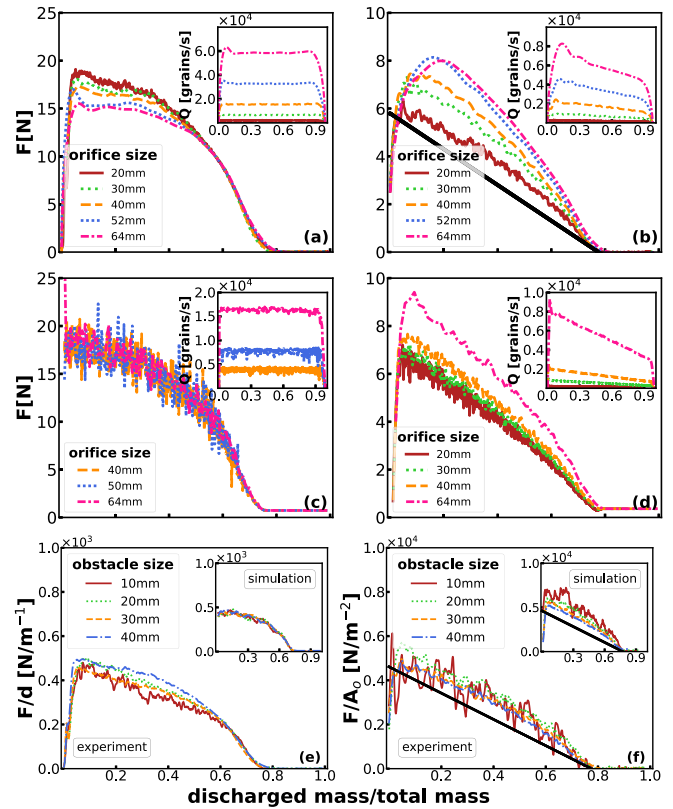 ×10⁴
25
20
15
10
5
0
F[N]
6.0
4.0
2.0
Q [grains/s]
0.0 0.3 0.6 0.9
orifice size
20mm
30mm
40mm
52mm
64mm
(a)
×10⁴
10
8
6
4
2
0
0.8
0.6
0.4
0.2
Q [grains/s]
0.0 0.3 0.6 0.9
orifice size
20mm
30mm
40mm
52mm
64mm
(b)
×10⁴
25
20
15
10
5
0
F[N]
2.0
1.5
1.0
0.5
Q [grains/s]
0.0 0.3 0.6 0.9
orifice size
40mm
50mm
64mm
(c)
×10⁴
10
8
6
4
2
0
1.0
0.8
0.6
0.4
0.2
Q [grains/s]
0.0 0.3 0.6 0.9
orifice size
20mm
30mm
40mm
64mm
(d)
×10³
1.0
0.8
0.6
0.4
0.2
0.0
F/d [N/m⁻¹]
obstacle size
10mm
20mm
30mm
40mm
×10³
1.0
0.5
0.0
simulation
0.3 0.6 0.9
experiment
(e)
0.2 0.4 0.6 0.8 1.0
×10⁴
1.0
0.8
0.6
0.4
0.2
0.0
F/Aₒ [N/m⁻²]
obstacle size
10mm
20mm
30mm
40mm
×10⁴
1.0
0.5
0.0
simulation
0.3 0.6 0.9
experiment
(f)
0.2 0.4 0.6 0.8 1.0
discharged mass/total mass